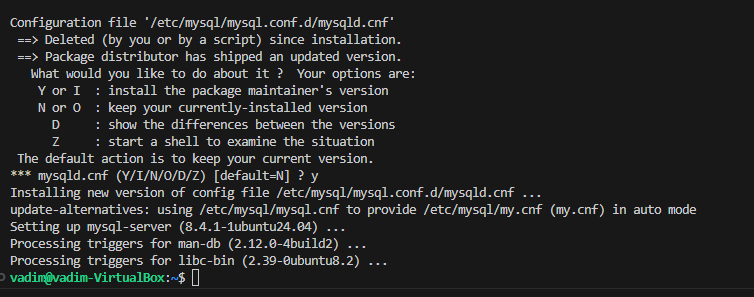 Configuration file '/etc/mysql/mysql.conf.d/mysqld.cnf'
 ==> Deleted (by you or by a script) since installation.
 ==> Package distributor has shipped an updated version.
   What would you like to do about it ?  Your options are:
    Y or I  : install the package maintainer's version
    N or O  : keep your currently-installed version
      D     : show the differences between the versions
      Z     : start a shell to examine the situation
 The default action is to keep your current version.
*** mysqld.cnf (Y/I/N/O/D/Z) [default=N] ? y
Installing new version of config file /etc/mysql/mysql.conf.d/mysqld.cnf ...
update-alternatives: using /etc/mysql/mysql.cnf to provide /etc/mysql/my.cnf (my.cnf) in auto mode
Setting up mysql-server (8.4.1-1ubuntu24.04) ...
Processing triggers for man-db (2.12.0-4build2) ...
Processing triggers for libc-bin (2.39-0ubuntu8.2) ...
vadim@vadim-VirtualBox:~$